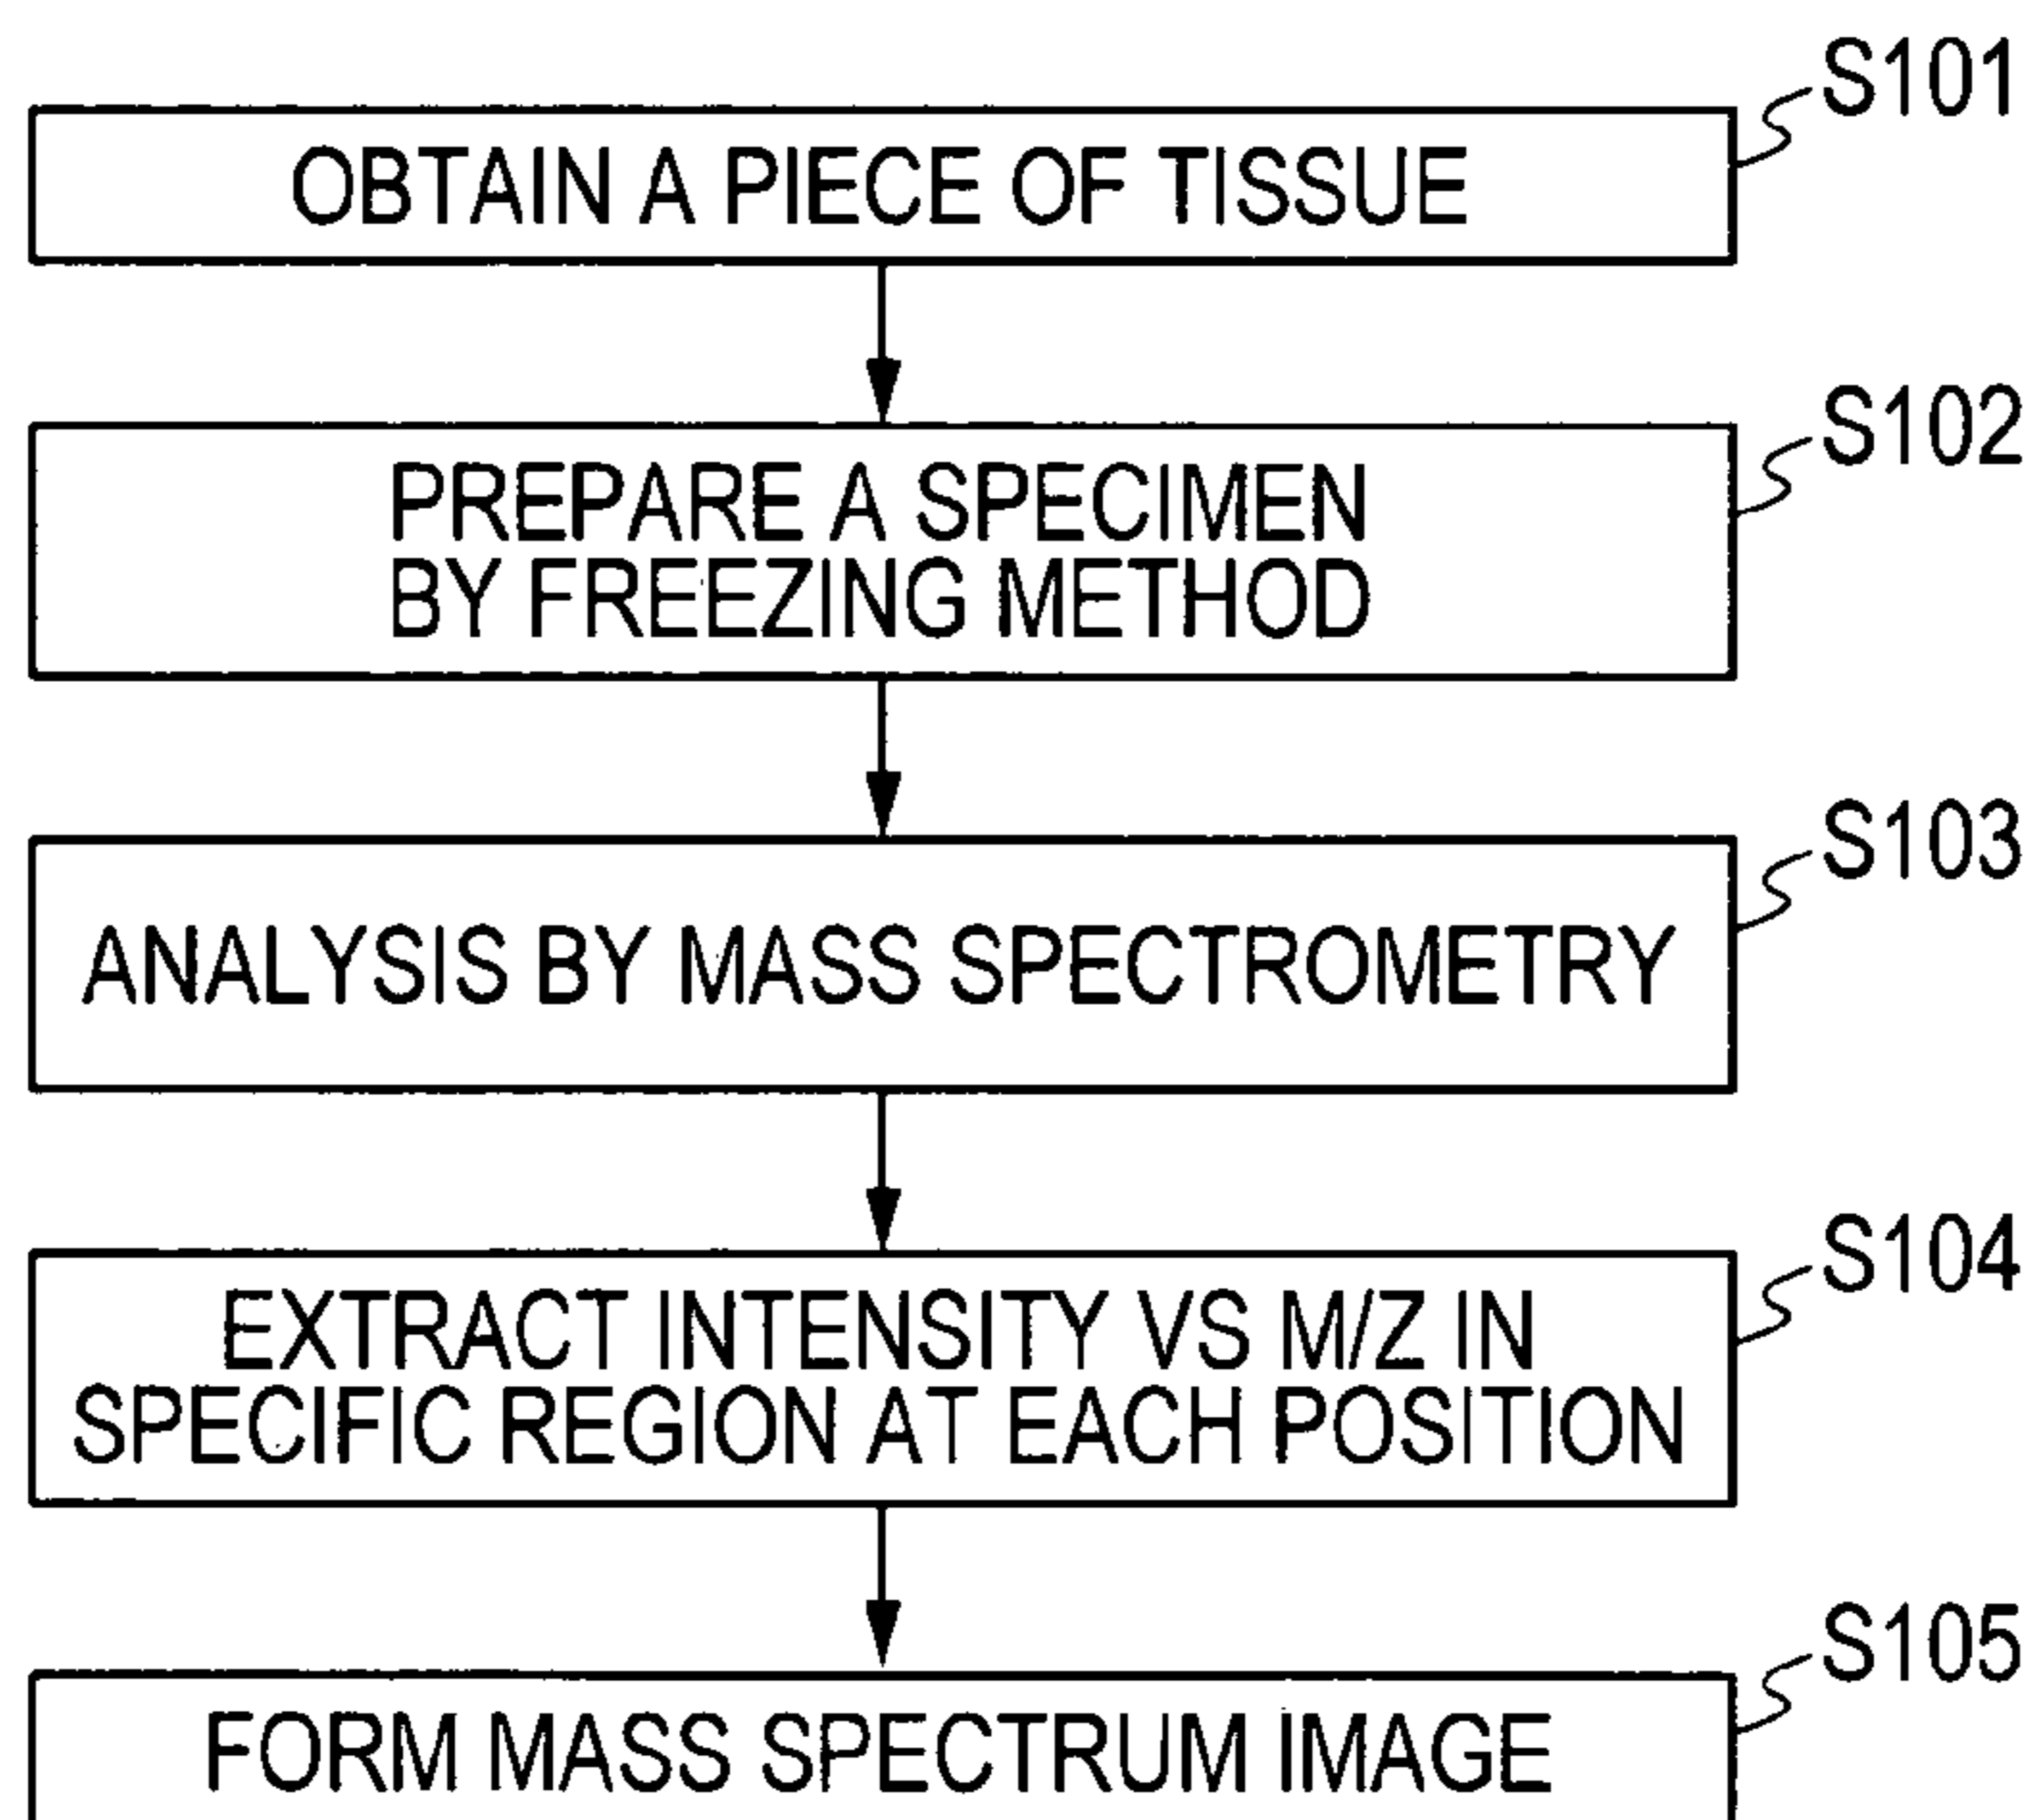 S101
OBTAIN A PIECE OF TISSUE
S102
PREPARE A SPECIMEN
BY FREEZING METHOD
S103
ANALYSIS BY MASS SPECTROMETRY
S104
EXTRACT INTENSITY VS M/Z IN
SPECIFIC REGION AT EACH POSITION
S105
FORM MASS SPECTRUM IMAGE